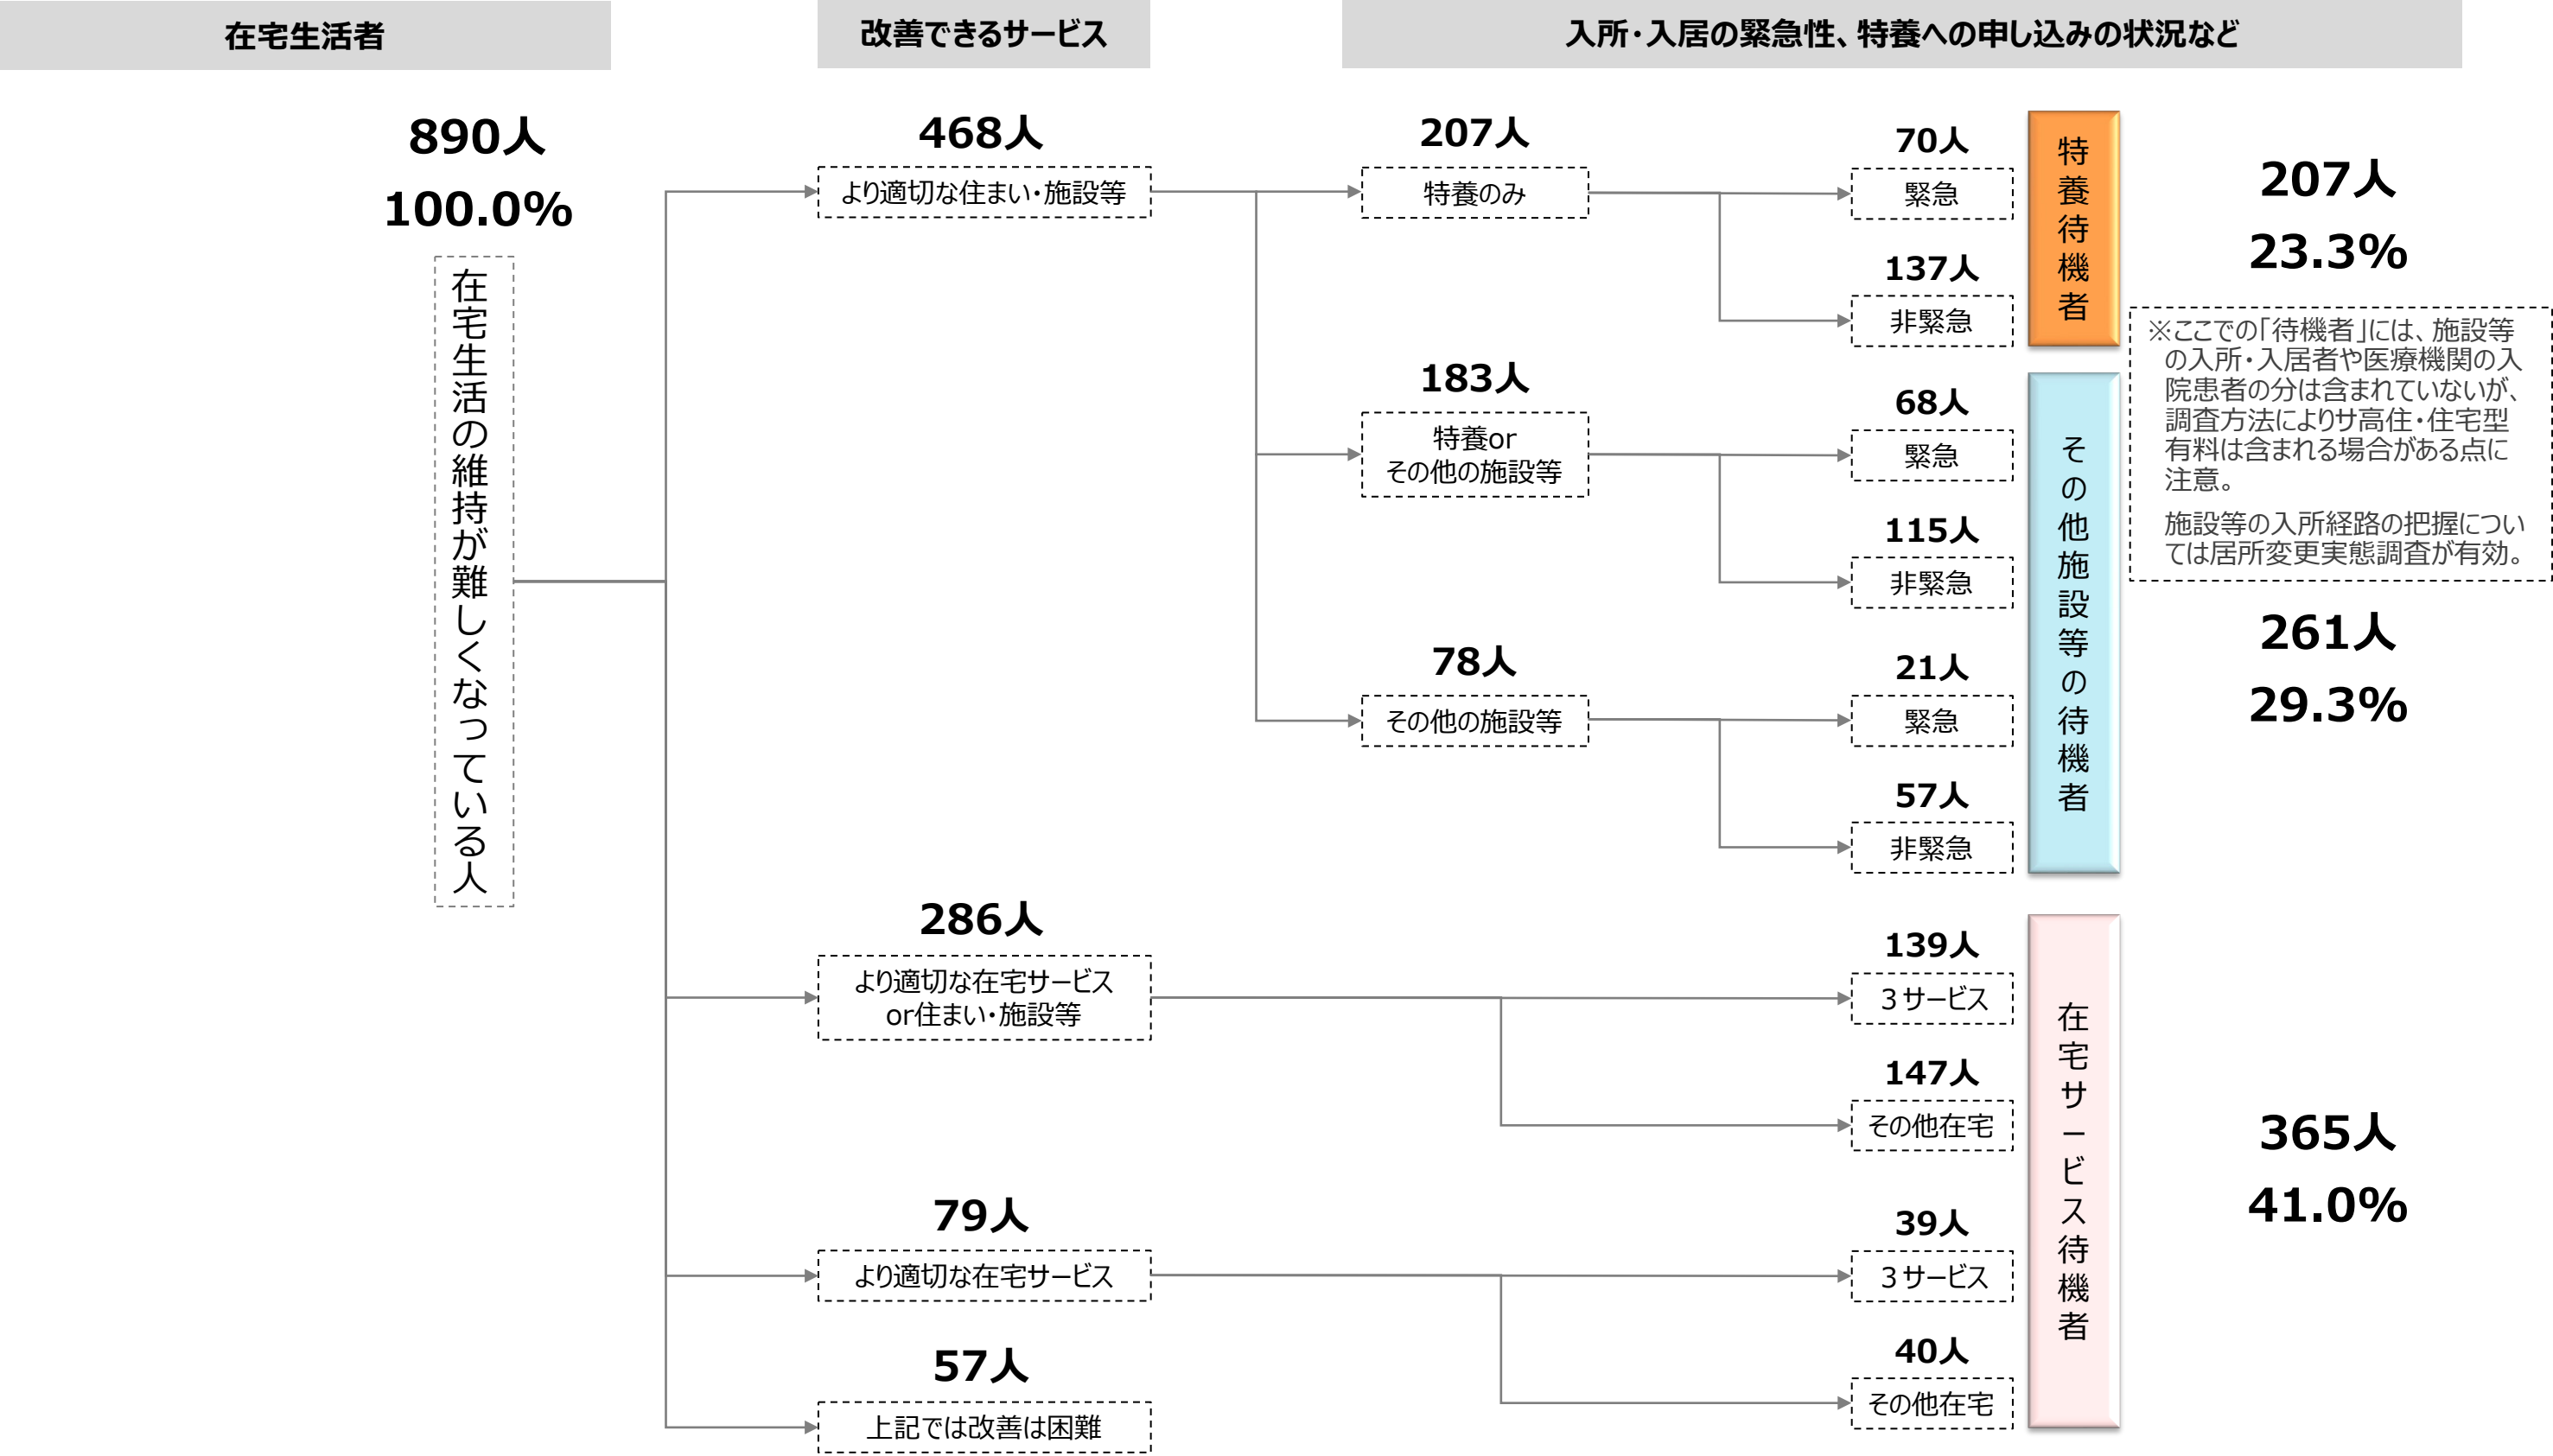 在宅生活者
改善できるサービス
入所・入居の緊急性、特養への申し込みの状況など
890人
100.0%
在宅生活の維持が難しくなっている人
468人
より適切な住まい・施設等
207人
特養のみ
70人
緊急
137人
非緊急
特養待機者
207人
23.3%
※ここでの「待機者」には、施設等
の入所・入居者や医療機関の入
院患者の分は含まれていないが、
調査方法によりサ高住・住宅型
有料は含まれる場合がある点に
注意。
施設等の入所経路の把握につい
ては居所変更実態調査が有効。
183人
特養or
その他の施設等
68人
緊急
115人
非緊急
78人
その他の施設等
21人
緊急
57人
非緊急
その他施設等の待機者
261人
29.3%
286人
より適切な在宅サービス
or住まい・施設等
139人
３サービス
147人
その他在宅
79人
より適切な在宅サービス
39人
３サービス
40人
その他在宅
在宅サービス待機者
365人
41.0%
57人
上記では改善は困難